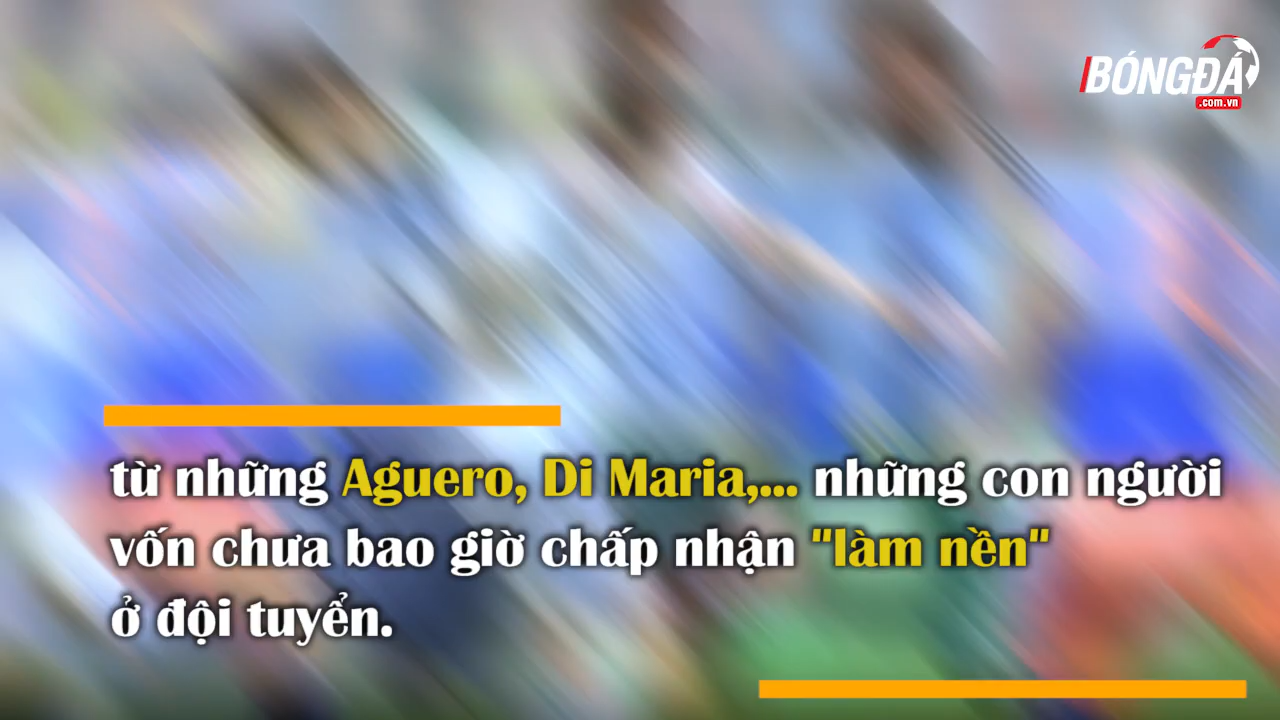 BÓNGĐÁ
.com.vn
từ những Aguero, Di Maria,... những con người
vốn chưa bao giờ chấp nhận "làm nền"
ở đội tuyển.